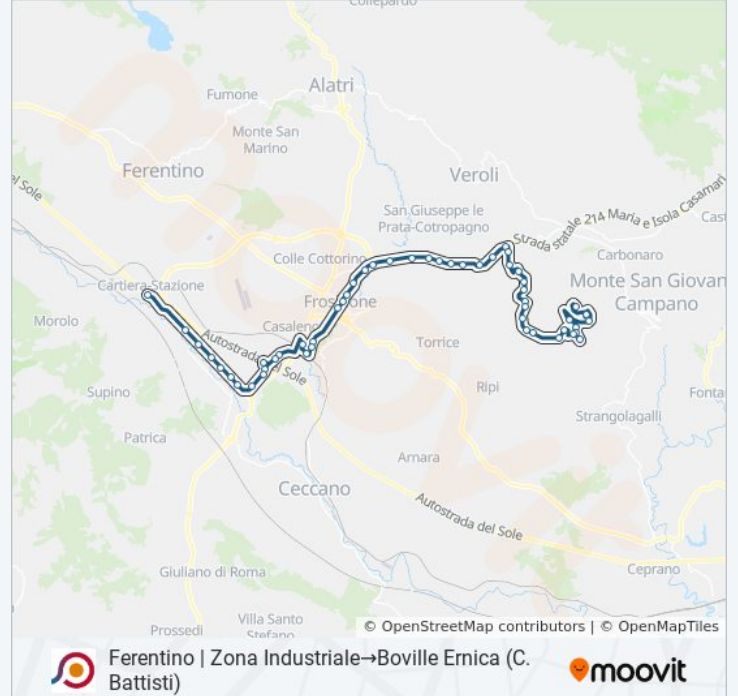 Collepardo
Alatri
Fumone
Monte San
Marino
Ferentino
Veroli
San Giuseppe le
Prata-Cotropagno
Strada statale 214 Maria e Isola Casamari
Cas
el Sole
Colle Cottorino
Carbonaro
Cartiera-Stazione
Monte San Giovan
Campano
Frosinone
Morolo
Casaleno
Autostrada del Sole
Torrice
Ripi
Supino
Fonta
Strangolagalli
Patrica
Arnara
Ceccano
Autostrada del Sole
Giuliano di Roma
Ceprano
Villa Santo
Stefano
Prossedi
© OpenStreetMap contributors | © OpenMapTiles
Ferentino | Zona Industriale→Boville Ernica (C.
Battisti)
moovit